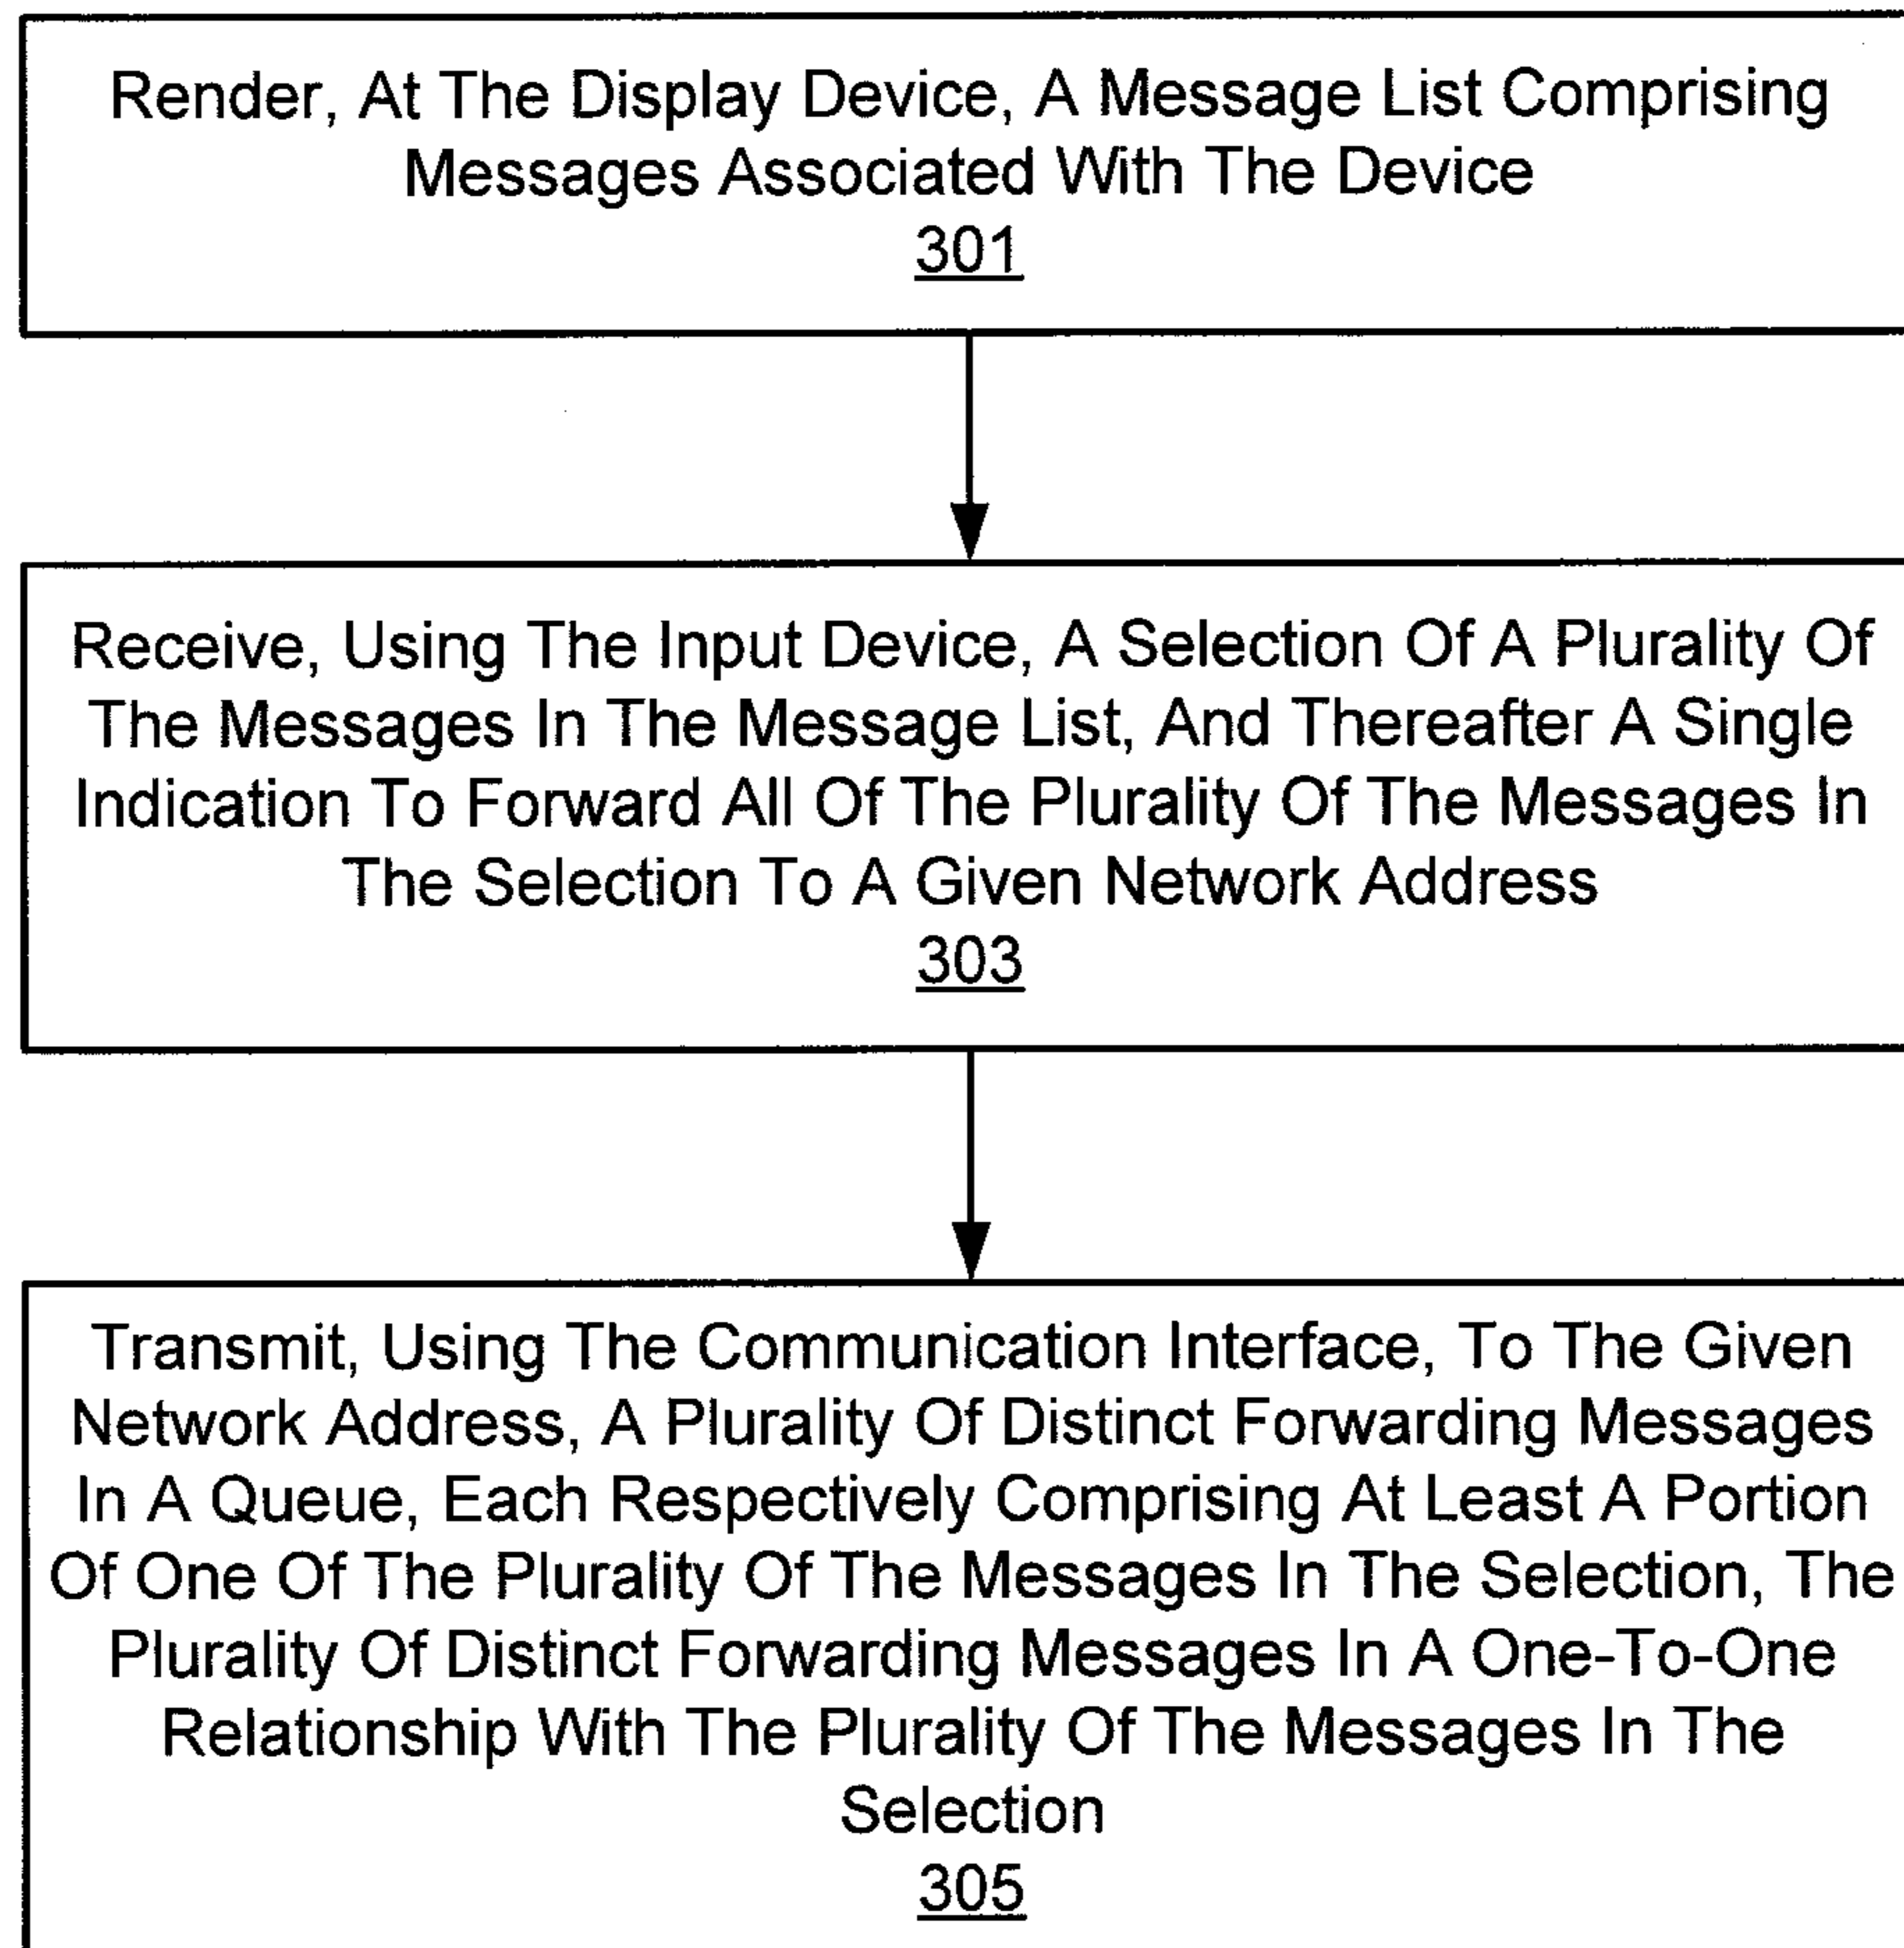 Render, At The Display Device, A Message List Comprising
Messages Associated With The Device
301
Receive, Using The Input Device, A Selection Of A Plurality Of
The Messages In The Message List, And Thereafter A Single
Indication To Forward All Of The Plurality Of The Messages In
The Selection To A Given Network Address
303
Transmit, Using The Communication Interface, To The Given
Network Address, A Plurality Of Distinct Forwarding Messages
In A Queue, Each Respectively Comprising At Least A Portion
Of One Of The Plurality Of The Messages In The Selection, The
Plurality Of Distinct Forwarding Messages In A One-To-One
Relationship With The Plurality Of The Messages In The
Selection
305